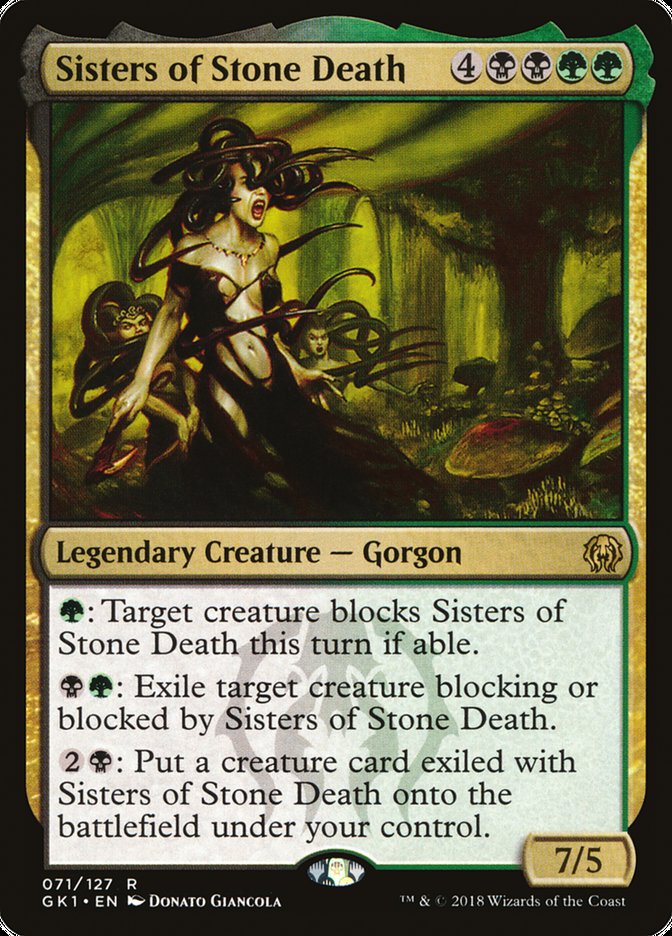 Sisters of Stone Death 4
Legendary Creature — Gorgon
: Target creature blocks Sisters of
Stone Death this turn if able.
: Exile target creature blocking or
blocked by Sisters of Stone Death.
2 : Put a creature card exiled with
Sisters of Stone Death onto the
battlefield under your control.
7/5
071/127 R
GK1 • EN Donato Giancola
™ & © 2018 Wizards of the Coast